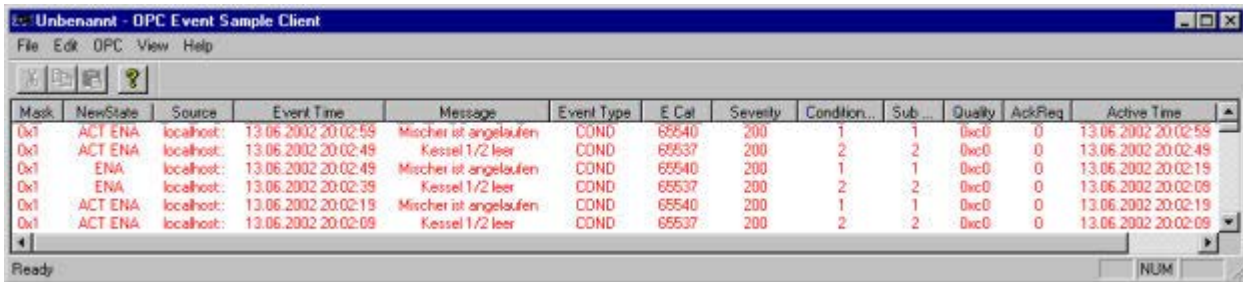 Unbenannt - OPC Event Sample Client
File Edit OPC View Help
Mask NewState Source Event Time Message Event Type E Cat Severity Condition... Sub ... Quality AckReq Active Time
0x1 ACT ENA localhost:: 13.06.2002 20:02:59 Mischer ist angelaufen COND 65540 200 1 1 0xc0 0 13.06.2002 20:02:59
0x1 ACT ENA localhost:: 13.06.2002 20:02:49 Kessel 1/2 leer COND 65537 200 2 2 0xc0 0 13.06.2002 20:02:49
0x1 ENA localhost:: 13.06.2002 20:02:49 Mischer ist angelaufen COND 65540 200 1 1 0xc0 0 13.06.2002 20:02:19
0x1 ENA localhost:: 13.06.2002 20:02:39 Kessel 1/2 leer COND 65537 200 2 2 0xc0 0 13.06.2002 20:02:09
0x1 ACT ENA localhost:: 13.06.2002 20:02:19 Mischer ist angelaufen COND 65540 200 1 1 0xc0 0 13.06.2002 20:02:19
0x1 ACT ENA localhost:: 13.06.2002 20:02:09 Kessel 1/2 leer COND 65537 200 2 2 0xc0 0 13.06.2002 20:02:09
Ready NUM